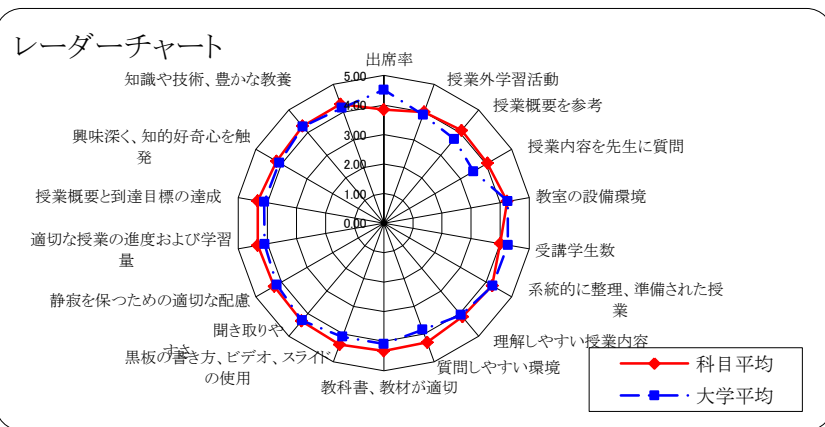 レーダーチャート
出席率
授業外学習活動
授業概要を参考
授業内容を先生に質問
教室の設備環境
受講学生数
系統的に整理、準備された授
業
理解しやすい授業内容
質問しやすい環境
教科書、教材が適切
黒板の書き方、ビデオ、スライド
の使用
聞き取りや
すさ
静寂を保つための適切な配慮
適切な授業の進度および学習
量
授業概要と到達目標の達成
興味深く、知的好奇心を触
発
知識や技術、豊かな教養
5.00
4.00
3.00
2.00
1.00
0.00
科目平均
大学平均